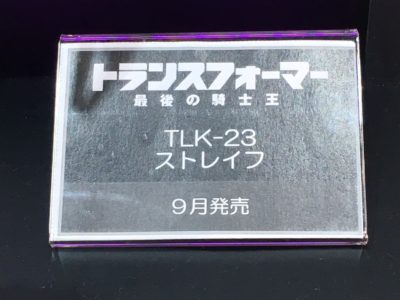 トランスフォーマー
最後の騎士王
TLK-23
ストレイフ
9月発売